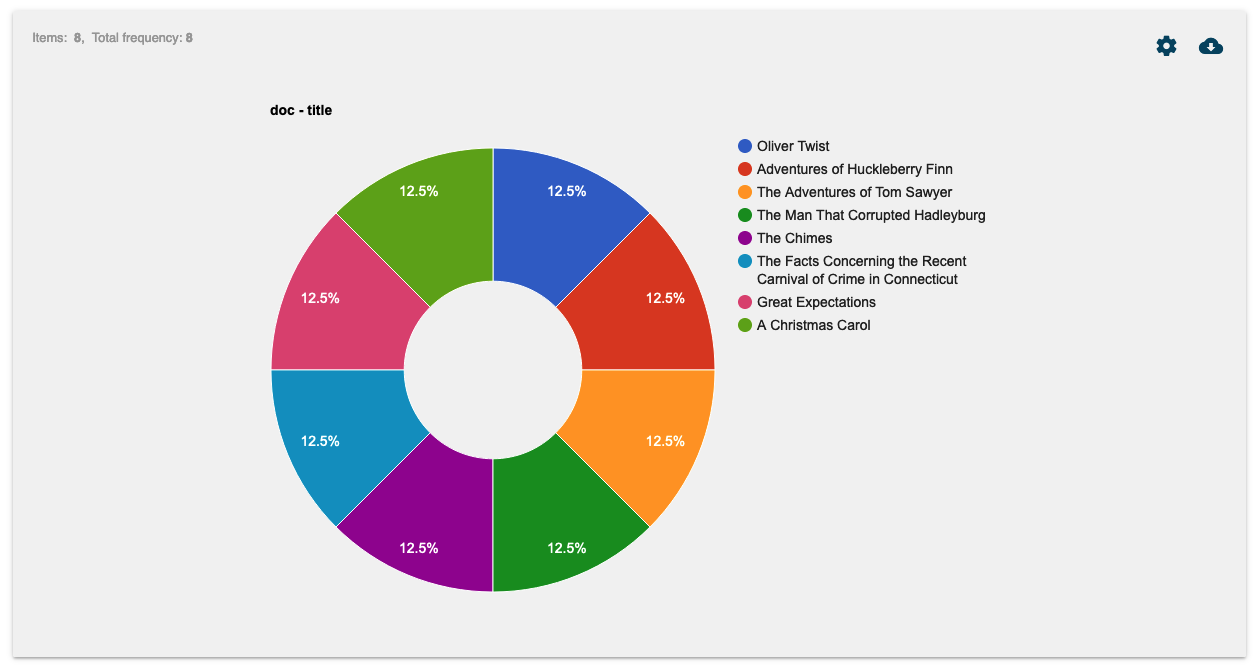 Items: 8, Total frequency: 8
doc - title
Oliver Twist
Adventures of Huckleberry Finn
The Adventures of Tom Sawyer
The Man That Corrupted Hadleyburg
The Chimes
The Facts Concerning the Recent
Carnival of Crime in Connecticut
Great Expectations
A Christmas Carol
12.5%
12.5%
12.5%
12.5%
12.5%
12.5%
12.5%
12.5%